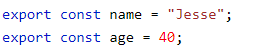 export const name = "Jesse";
export const age = 40;